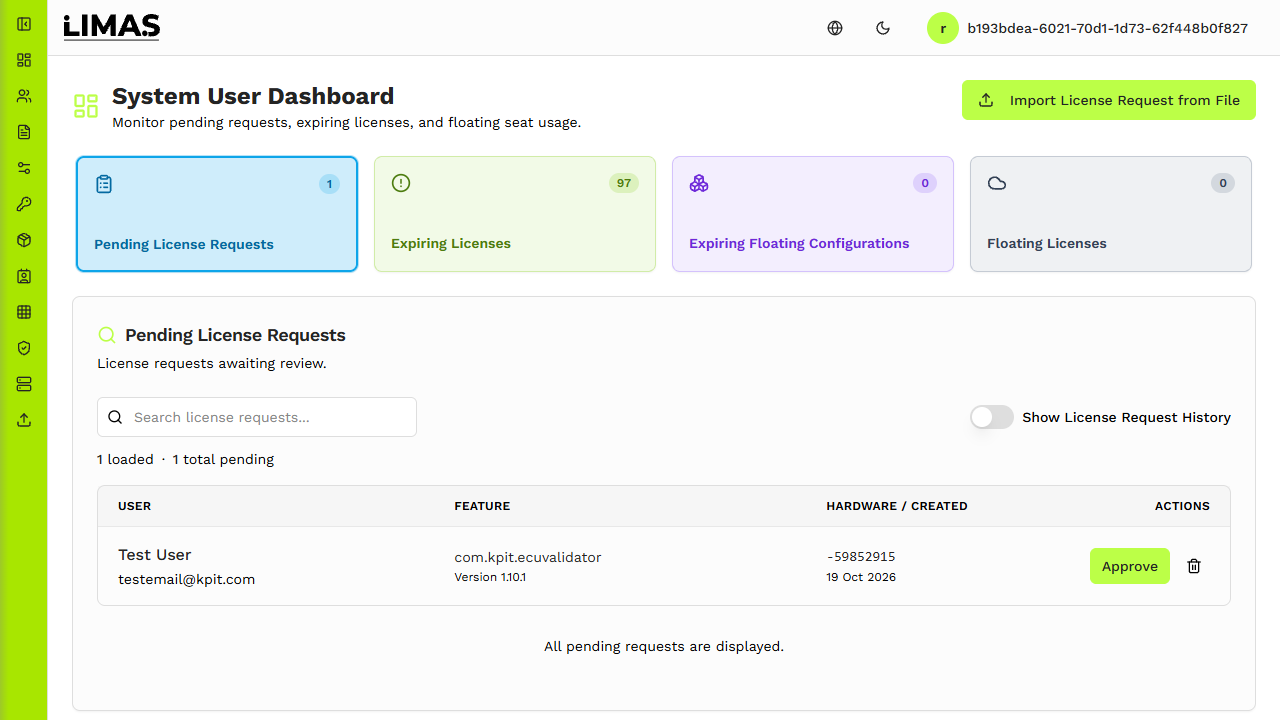 LIMAS
r
b193bdea-6021-70d1-1d73-62f448b0f827
System User Dashboard
Monitor pending requests, expiring licenses, and floating seat usage.
Import License Request from File
1
Pending License Requests
97
Expiring Licenses
0
Expiring Floating Configurations
0
Floating Licenses
Pending License Requests
License requests awaiting review.
Search license requests...
Show License Request History
1 loaded · 1 total pending
USER FEATURE HARDWARE / CREATED ACTIONS
Test User com.kpit.ecuvalidator -59852915 Approve
testemail@kpit.com Version 1.10.1 19 Oct 2026
All pending requests are displayed.